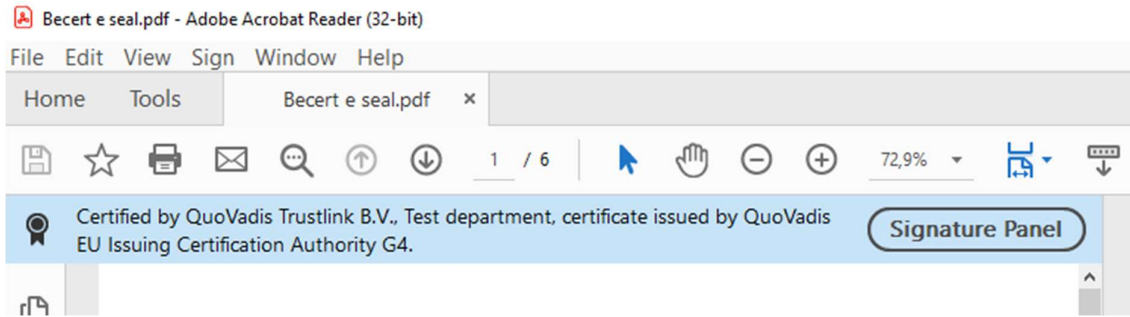 Becert e seal.pdf - Adobe Acrobat Reader (32-bit)
File Edit View Sign Window Help
Home Tools Becert e seal.pdf ×
1 / 6 72,9%
Certified by QuoVadis Trustlink B.V., Test department, certificate issued by QuoVadis
EU Issuing Certification Authority G4.
Signature Panel